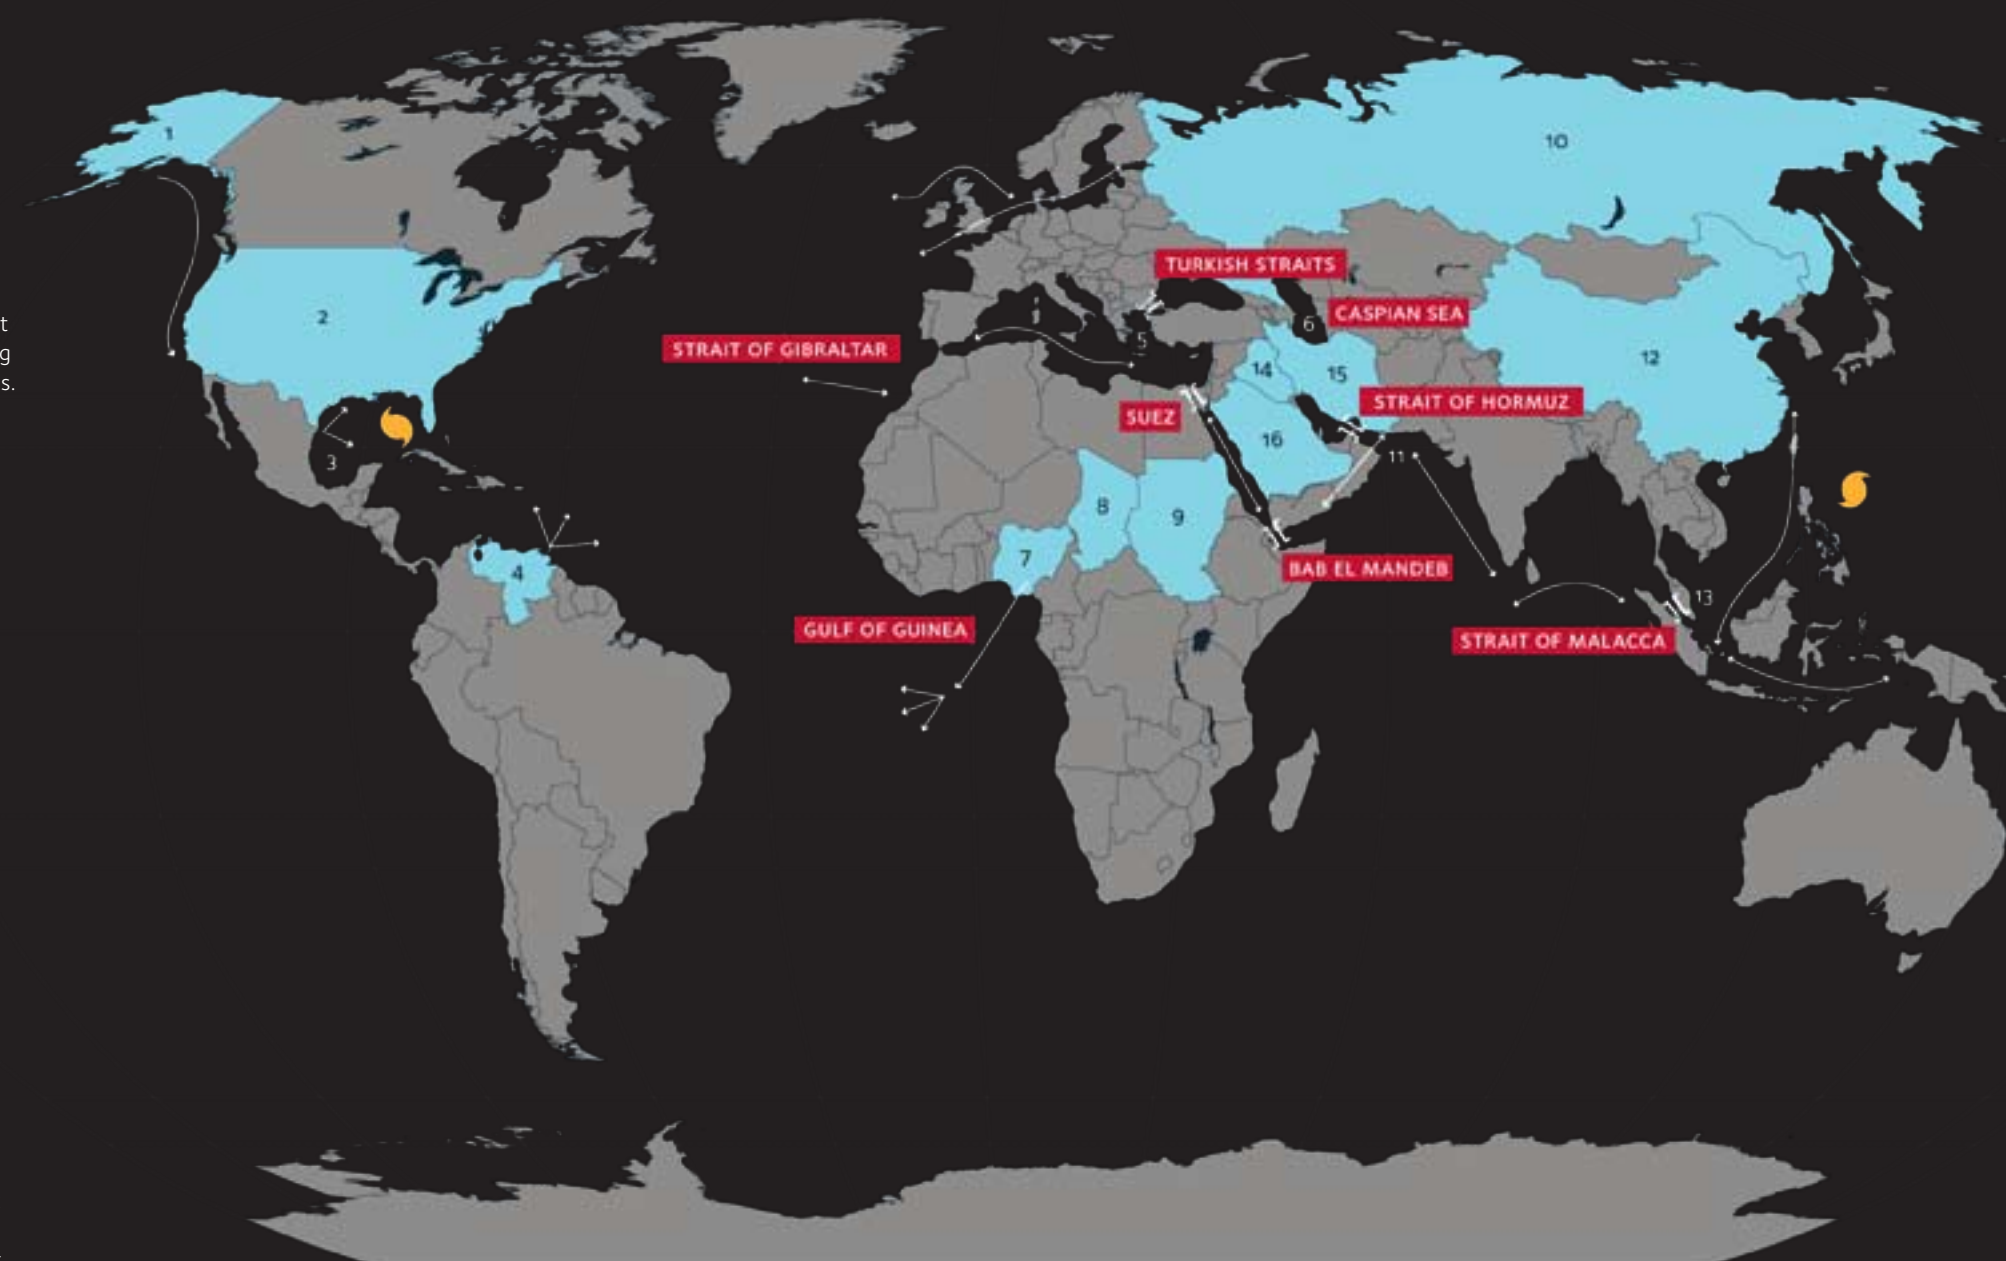 t
g
s.
1
10
TURKISH STRAITS
2
CASPIAN SEA
6
STRAIT OF GIBRALTAR
5
12
14
15
STRAIT OF HORMUZ
SUEZ
16
11
3
8
9
7
BAB EL MANDEB
4
13
GULF OF GUINEA
STRAIT OF MALACCA